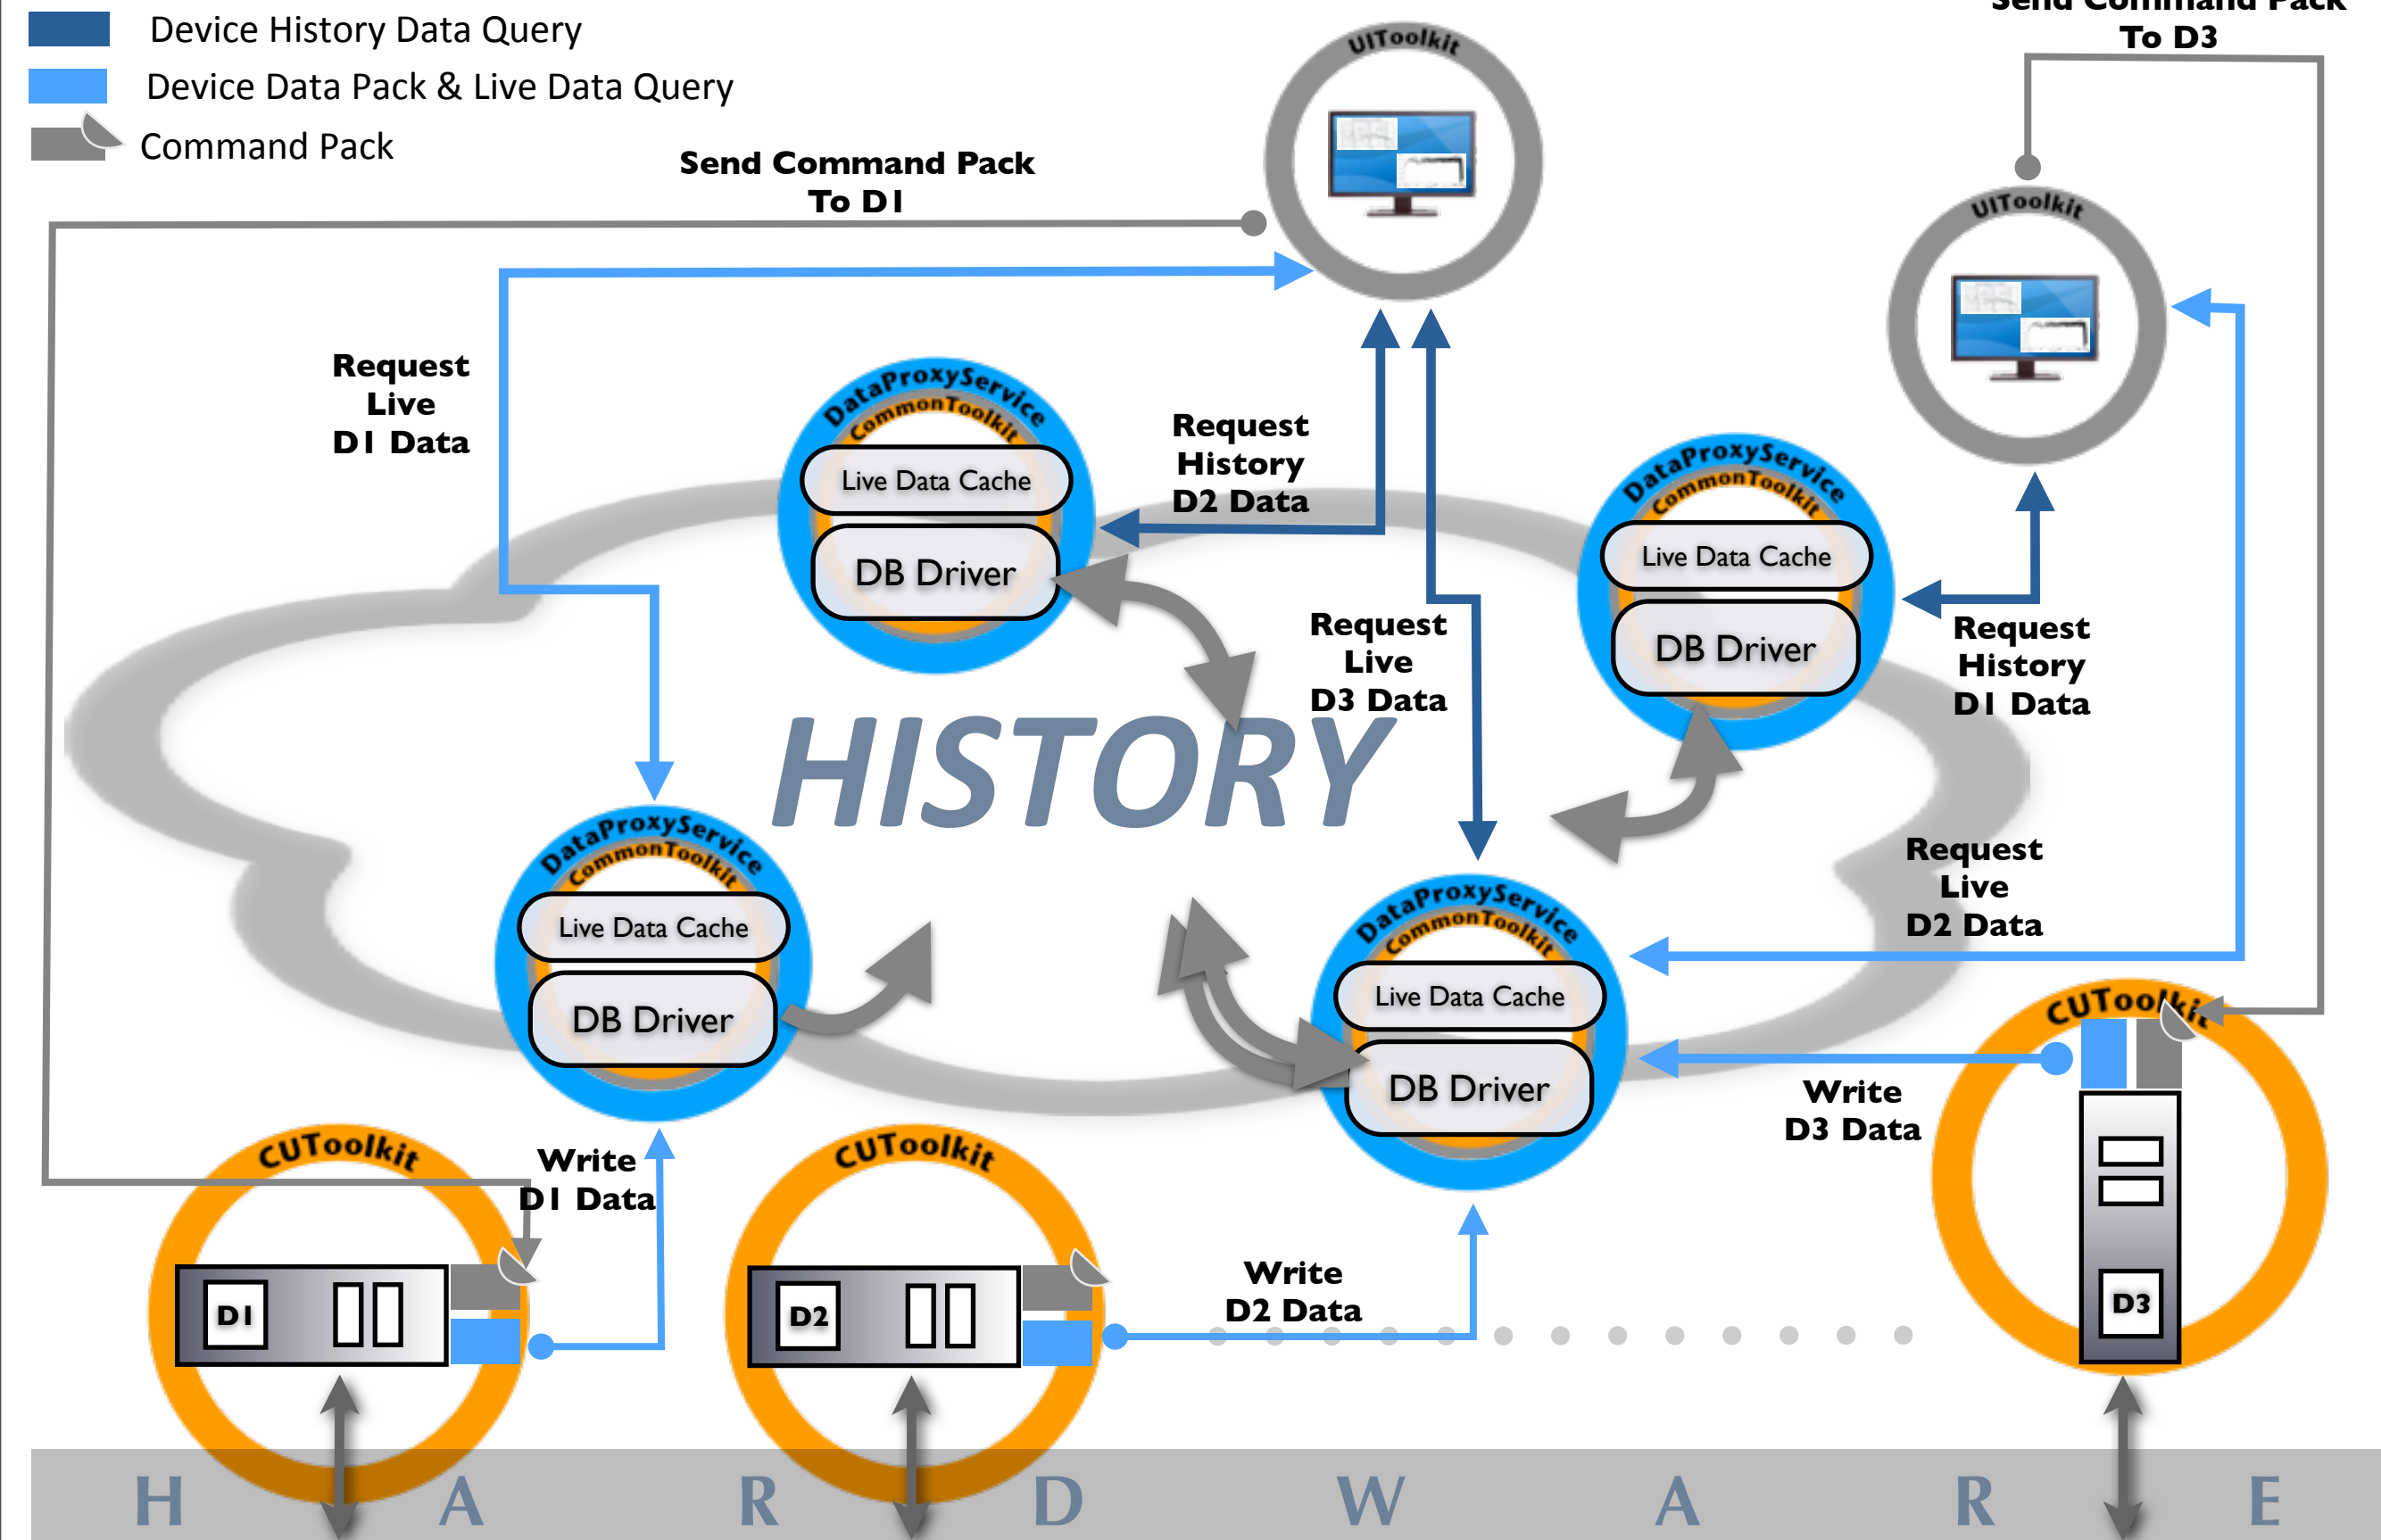 Device History Data Query
Device Data Pack & Live Data Query
Command Pack
Send Command Pack
To D1
UIToolkit
Send Command Pack
To D3
UIToolkit
Request
Live
D1 Data
DataProxyService
CommonToolkit
Live Data Cache
DB Driver
Request
History
D2 Data
DataProxyService
CommonToolkit
Live Data Cache
DB Driver
Request
Live
D3 Data
Request
History
D1 Data
HISTORY
DataProxyService
CommonToolkit
Live Data Cache
DB Driver
DataProxyService
CommonToolkit
Live Data Cache
DB Driver
Request
Live
D2 Data
CUToolkit
Write
D3 Data
D3
CUToolkit
Write
D1 Data
D1
CUToolkit
D2
Write
D2 Data
HARDWARE